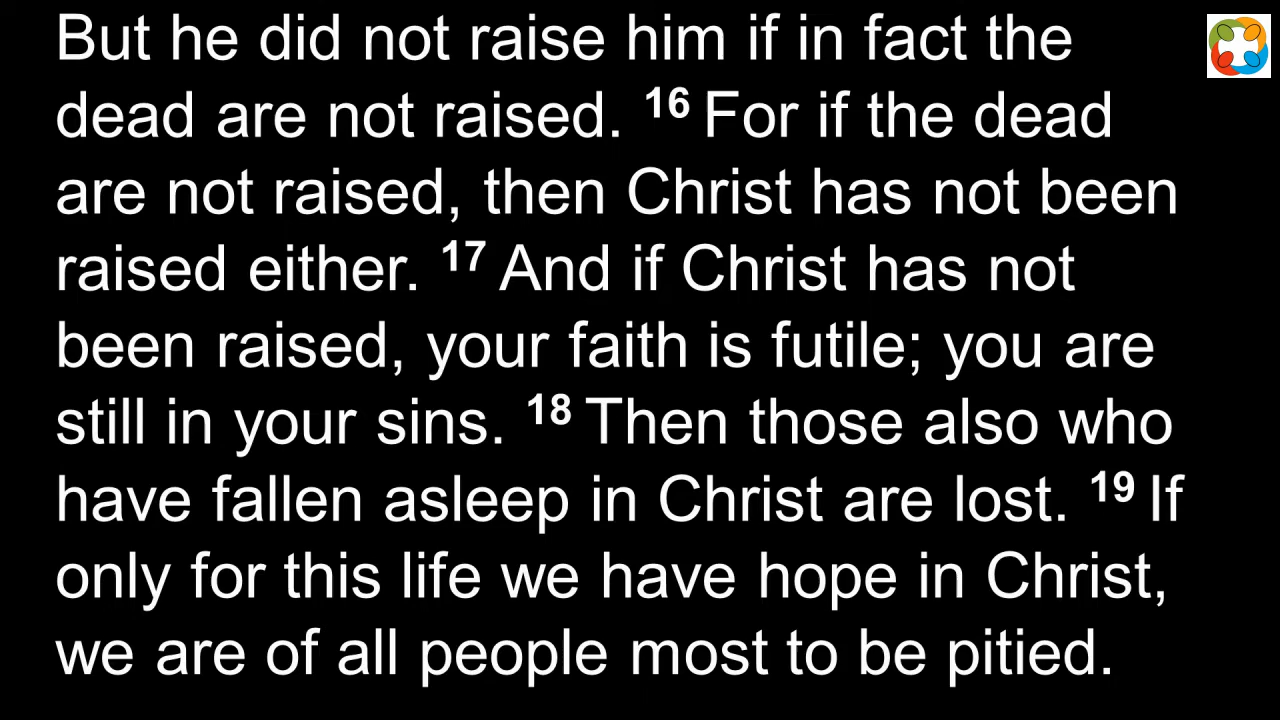 But he did not raise him if in fact the
dead are not raised. 16 For if the dead
are not raised, then Christ has not been
raised either. 17 And if Christ has not
been raised, your faith is futile; you are
still in your sins. 18 Then those also who
have fallen asleep in Christ are lost. 19 If
only for this life we have hope in Christ,
we are of all people most to be pitied.